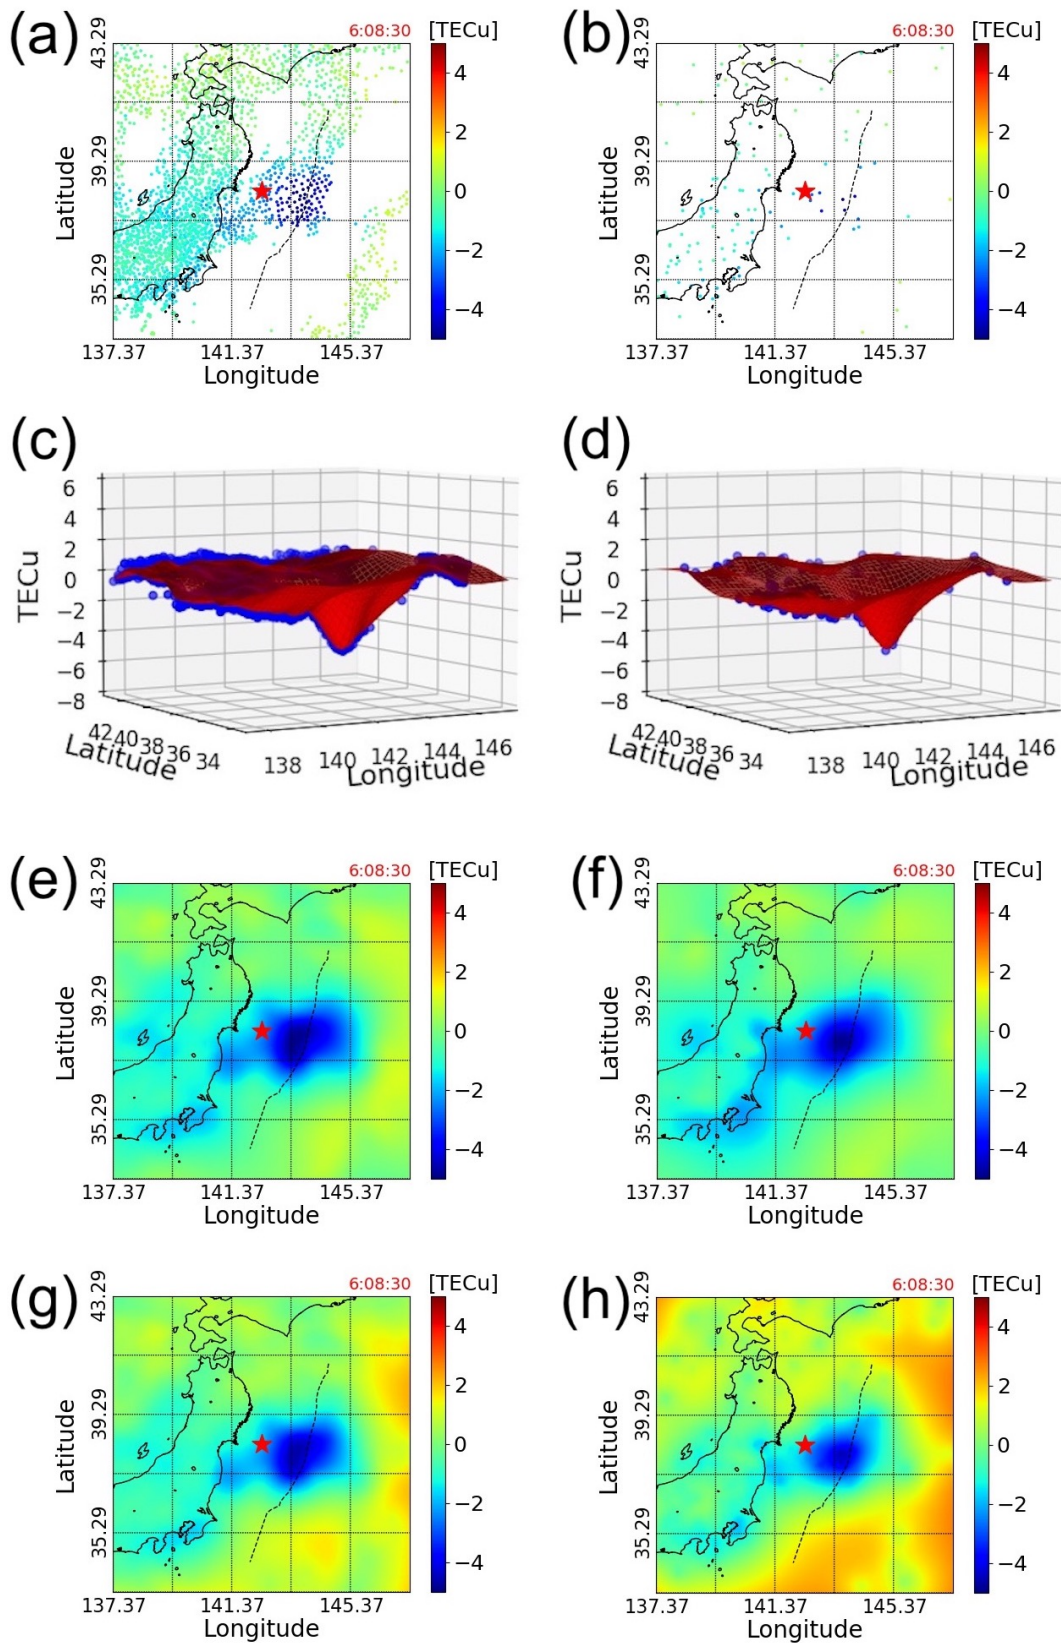 (a)
6:08:30
[TECu]
43.29
39.29
35.29
Latitude
137.37 141.37 145.37
Longitude
4
2
0
−2
−4
(b)
6:08:30
[TECu]
43.29
39.29
35.29
Latitude
137.37 141.37 145.37
Longitude
4
2
0
−2
−4
(c)
6
4
2
0
−2
−4
−6
−8
TECu
42 40 38 36 34
Latitude
138 140 142 144 146
Longitude
(d)
6
4
2
0
−2
−4
−6
−8
TECu
42 40 38 36 34
Latitude
138 140 142 144 146
Longitude
(e)
6:08:30
[TECu]
43.29
39.29
35.29
Latitude
137.37 141.37 145.37
Longitude
4
2
0
−2
−4
(f)
6:08:30
[TECu]
43.29
39.29
35.29
Latitude
137.37 141.37 145.37
Longitude
4
2
0
−2
−4
(g)
6:08:30
[TECu]
43.29
39.29
35.29
Latitude
137.37 141.37 145.37
Longitude
4
2
0
−2
−4
(h)
6:08:30
[TECu]
43.29
39.29
35.29
Latitude
137.37 141.37 145.37
Longitude
4
2
0
−2
−4